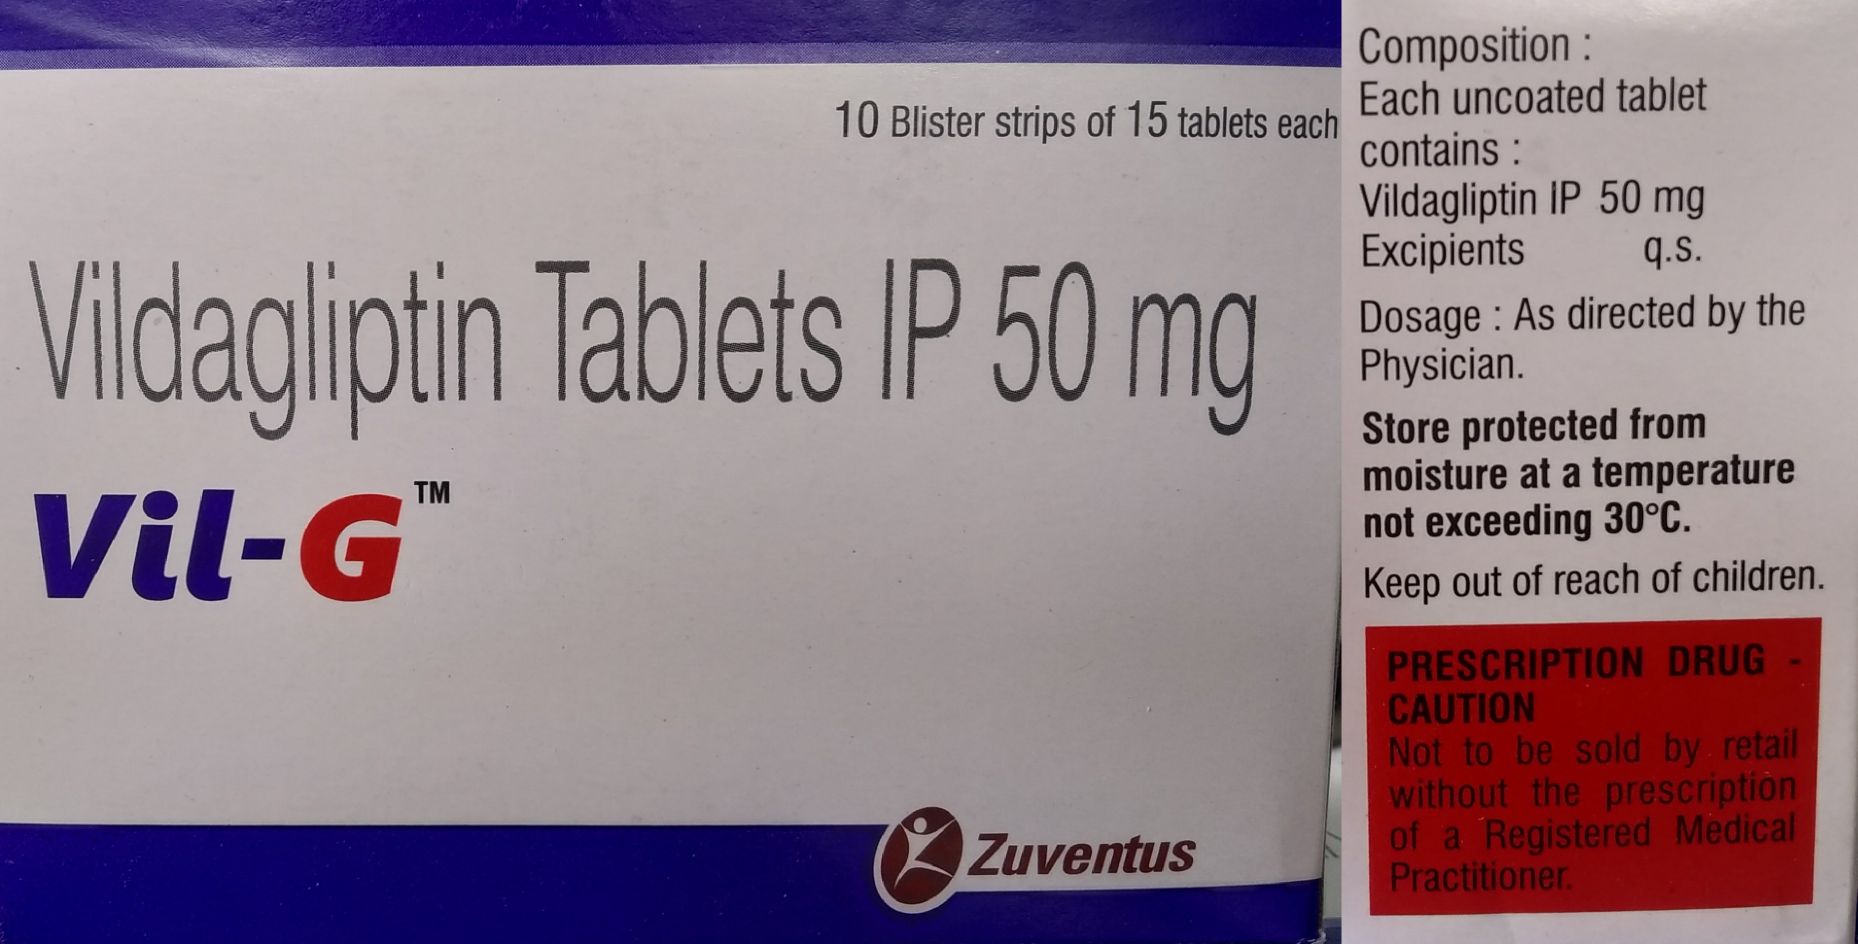 10 Blister strips of 15 tablets each
Vildagliptin Tablets IP 50 mg
Vil-G™
Zuventus
Composition :
Each uncoated tablet
contains :
Vildagliptin IP 50 mg
Excipients q.s.
Dosage : As directed by the
Physician.
Store protected from
moisture at a temperature
not exceeding 30°C.
Keep out of reach of children.
PRESCRIPTION DRUG -
CAUTION
Not to be sold by retail
without the prescription
of a Registered Medical
Practitioner.